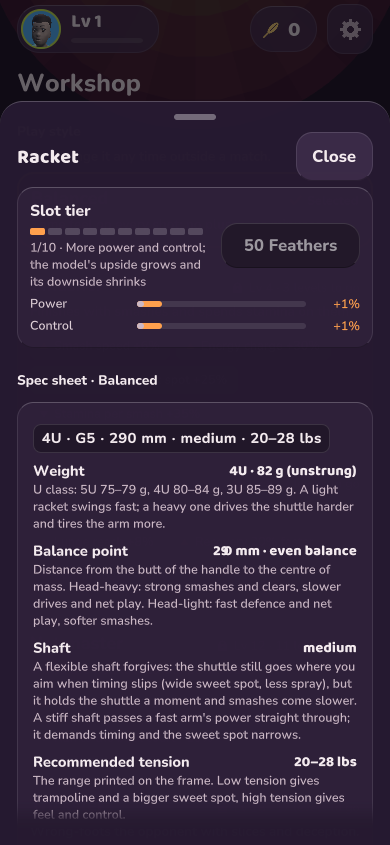 Lv 1
0
Workshop
Racket
Close
Slot tier
1/10 · More power and control;
the model's upside grows and
its downside shrinks
50 Feathers
Power
+1%
Control
+1%
Spec sheet · Balanced
4U · G5 · 290 mm · medium · 20–28 lbs
Weight
4U · 82 g (unstrung)
U class: 5U 75–79 g, 4U 80–84 g, 3U 85–89 g. A light
racket swings fast; a heavy one drives the shuttle harder
and tires the arm more.
Balance point
290 mm · even balance
Distance from the butt of the handle to the centre of
mass. Head-heavy: strong smashes and clears, slower
drives and net play. Head-light: fast defence and net
play, softer smashes.
Shaft
medium
A flexible shaft forgives: the shuttle still goes where you
aim when timing slips (wide sweet spot, less spray), but
it holds the shuttle a moment and smashes come slower.
A stiff shaft passes a fast arm's power straight through;
it demands timing and the sweet spot narrows.
Recommended tension
20–28 lbs
The range printed on the frame. Low tension gives
trampoline and a bigger sweet spot, high tension gives
feel and control.